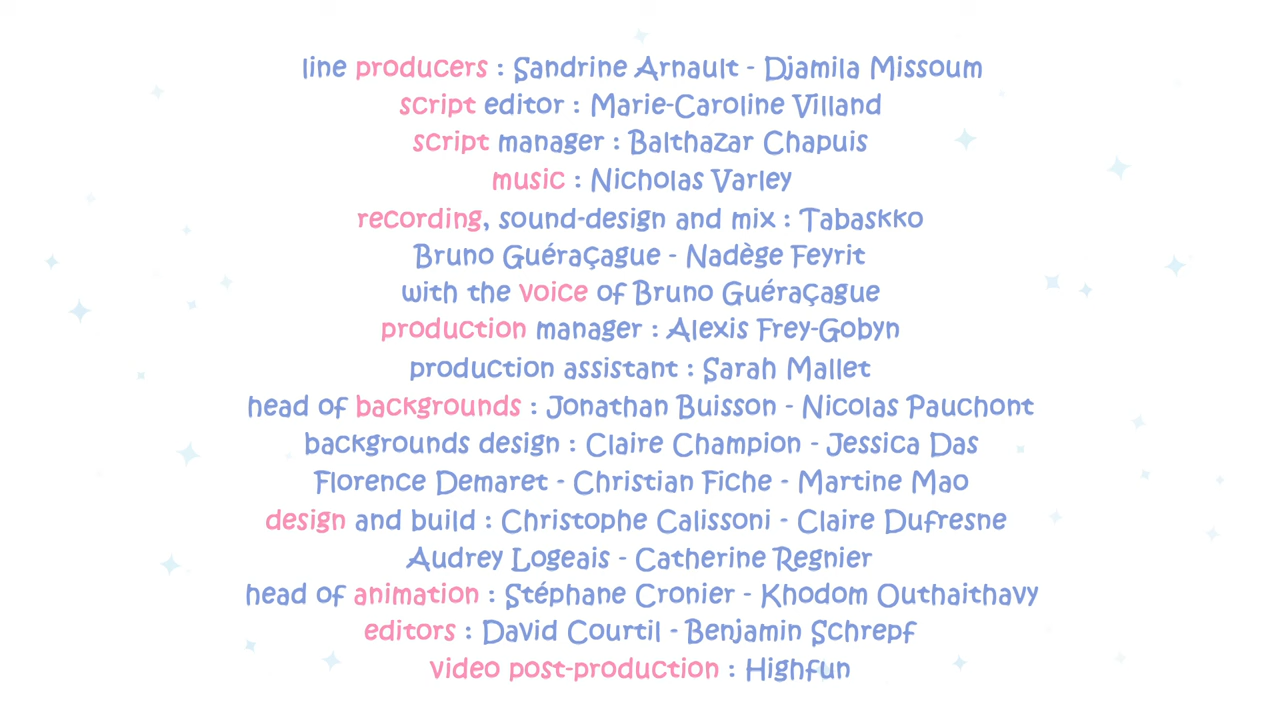 line producers : Sandrine Arnault - Djamila Missoum
script editor : Marie-Caroline Villand
script manager : Balthazar Chapuis
music : Nicholas Varley
recording, sound-design and mix : Tabaskko
Bruno Guéraçague - Nadège Feyrit
with the voice of Bruno Guéraçague
production manager : Alexis Frey-Gobyn
production assistant : Sarah Mallet
head of backgrounds : Jonathan Buisson - Nicolas Pauchont
backgrounds design : Claire Champion - Jessica Das
Florence Demaret - Christian Fiche - Martine Mao
design and build : Christophe Calissoni - Claire Dufresne
Audrey Logeais - Catherine Regnier
head of animation : Stéphane Cronier - Khodom Outhaithavy
editors : David Courtil - Benjamin Schrepf
video post-production : Highfun